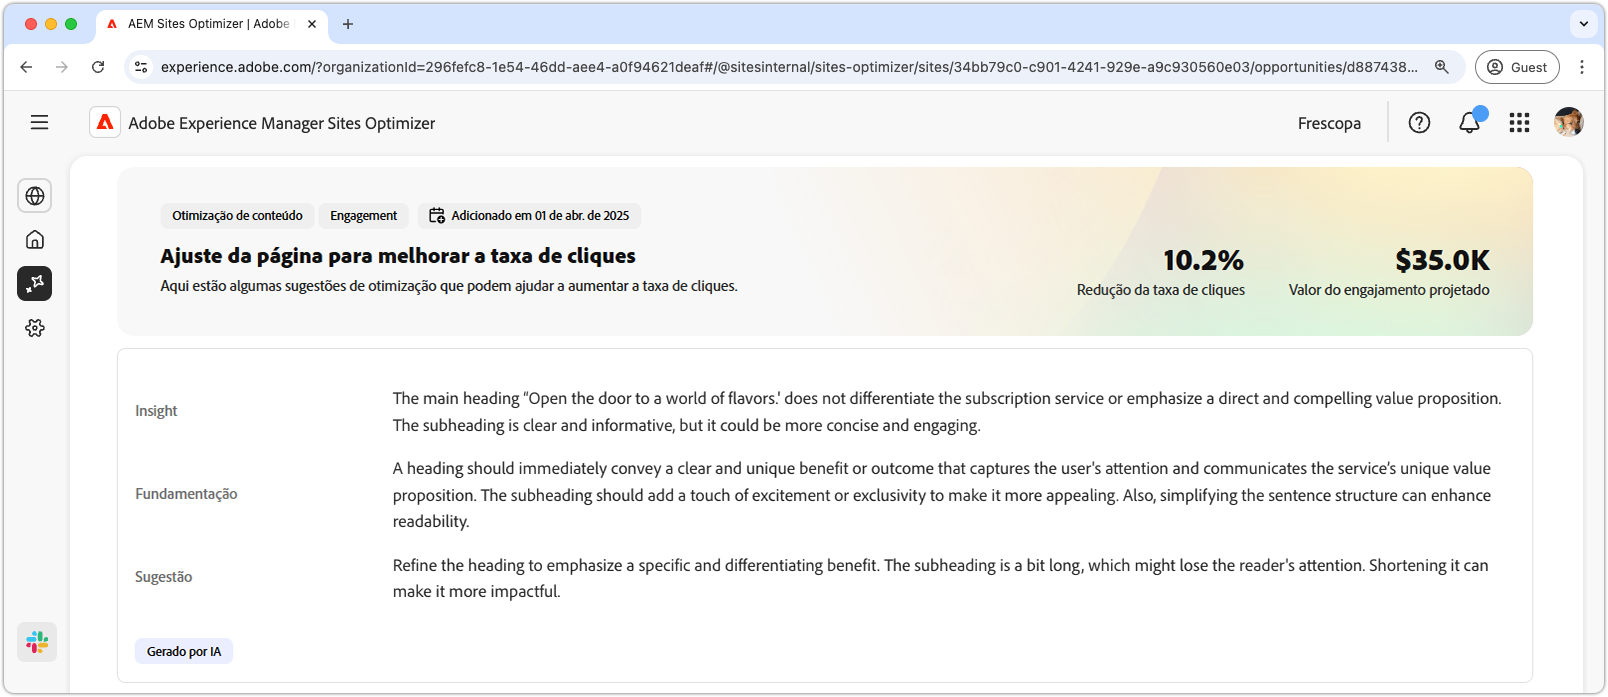 AEM Sites Optimizer | Adobe
experience.adobe.com/?organizationId=296fefc8-1e54-46dd-aee4-a0f94621deaf#/@sitesinternal/sites-optimizer/sites/34bb79c0-c901-4241-929e-a9c930560e03/opportunities/d887438...
Guest
Adobe Experience Manager Sites Optimizer
Frescopa
Otimização de conteúdo
Engagement
Adicionado em 01 de abr. de 2025
Ajuste da página para melhorar a taxa de cliques
Aqui estão algumas sugestões de otimização que podem ajudar a aumentar a taxa de cliques.
10.2%
Redução da taxa de cliques
$35.0K
Valor do engajamento projetado
Insight
The main heading "Open the door to a world of flavors.' does not differentiate the subscription service or emphasize a direct and compelling value proposition.
The subheading is clear and informative, but it could be more concise and engaging.
Fundamentação
A heading should immediately convey a clear and unique benefit or outcome that captures the user's attention and communicates the service's unique value
proposition. The subheading should add a touch of excitement or exclusivity to make it more appealing. Also, simplifying the sentence structure can enhance
readability.
Sugestão
Refine the heading to emphasize a specific and differentiating benefit. The subheading is a bit long, which might lose the reader's attention. Shortening it can
make it more impactful.
Gerado por IA